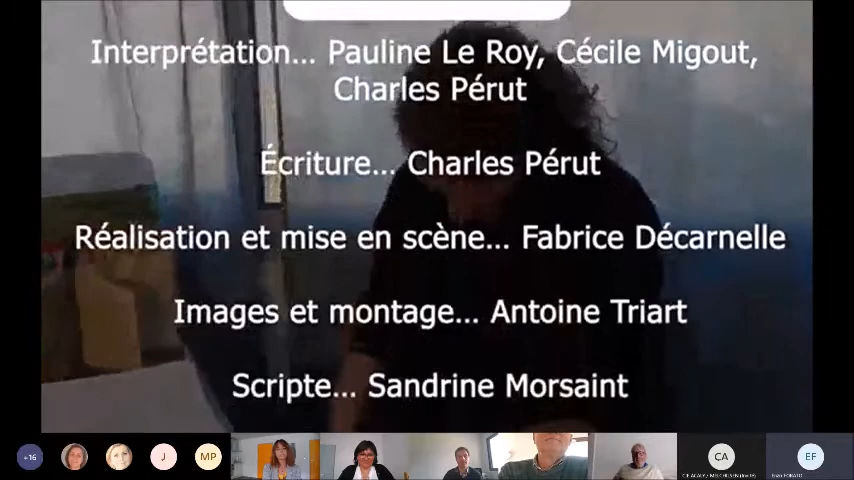 Interprétation... Pauline Le Roy, Cécile Migout,
Charles Pérut
Écriture... Charles Pérut
Réalisation et mise en scène... Fabrice Décarnelle
Images et montage... Antoine Triart
Scripte... Sandrine Morsaint
+16
J
MP
CA
EF